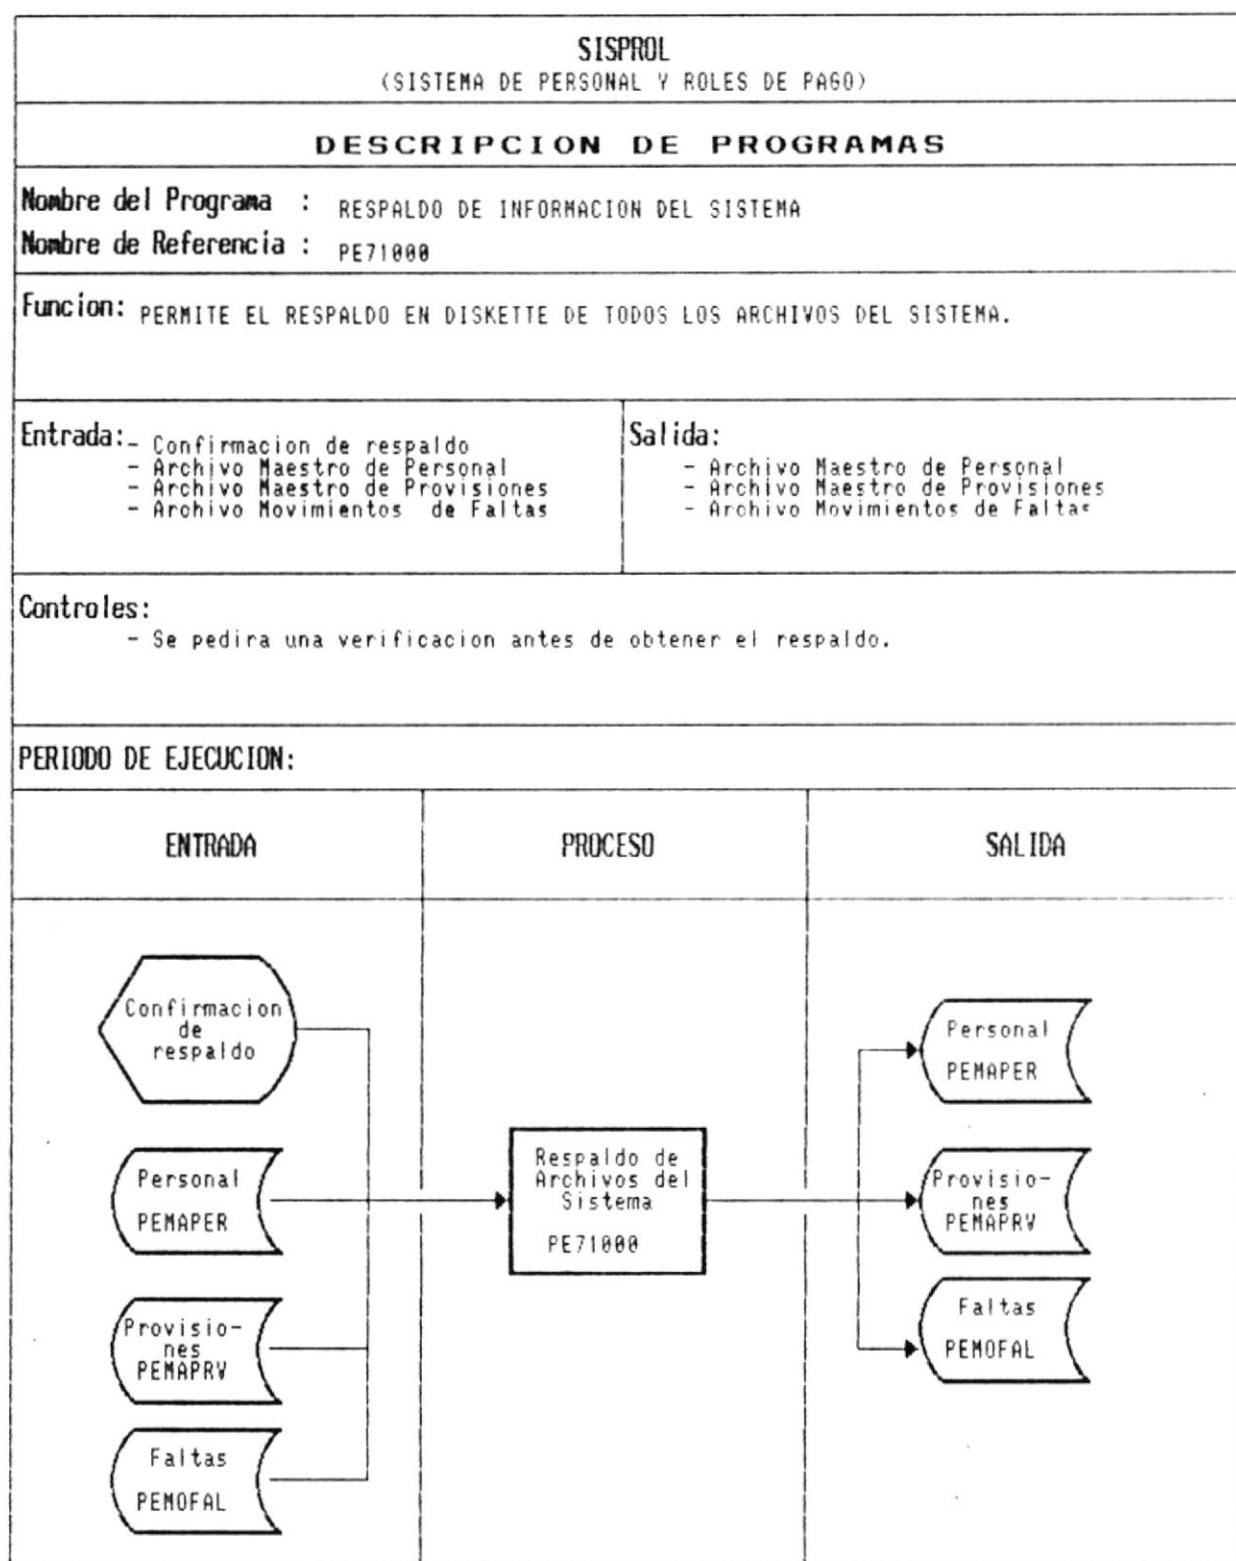 SISPROL
(SISTEMA DE PERSONAL Y ROLES DE PAGO)
DESCRIPCION DE PROGRAMAS
Nombre del Programa : RESPALDO DE INFORMACION DEL SISTEMA
Nombre de Referencia : PE71000
Funcion: PERMITE EL RESPALDO EN DISKETTE DE TODOS LOS ARCHIVOS DEL SISTEMA.
Entrada:- Confirmacion de respaldo
- Archivo Maestro de Personal
- Archivo Maestro de Provisiones
- Archivo Movimientos de Faltas
Salida:
- Archivo Maestro de Personal
- Archivo Maestro de Provisiones
- Archivo Movimientos de Faltas
Controles:
- Se pedira una verificacion antes de obtener el respaldo.
PERIODO DE EJECUCION:
ENTRADA
PROCESO
SALIDA
Confirmacion
de
respaldo
Personal
PEMAPER
Provisio-
nes
PEMAPRV
Faltas
PEMOFAL
Respaldo de
Archivos del
Sistema
PE71000
Personal
PEMAPER
Provisio-
nes
PEMAPRV
Faltas
PEMOFAL